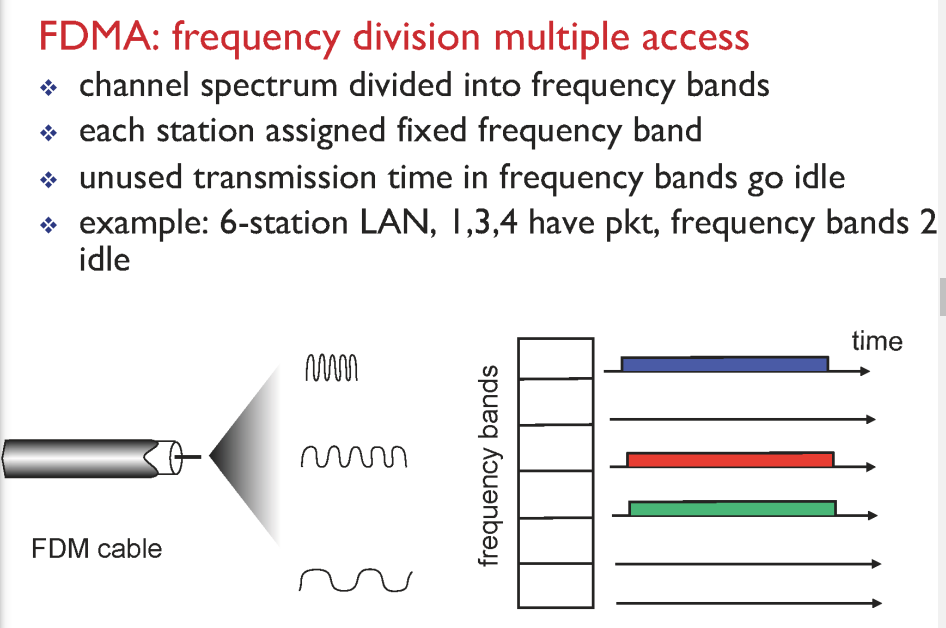 FDMA: frequency division multiple access
❖ channel spectrum divided into frequency bands
❖ each station assigned fixed frequency band
❖ unused transmission time in frequency bands go idle
❖ example: 6-station LAN, 1,3,4 have pkt, frequency bands 2
idle
time
frequency bands
FDM cable